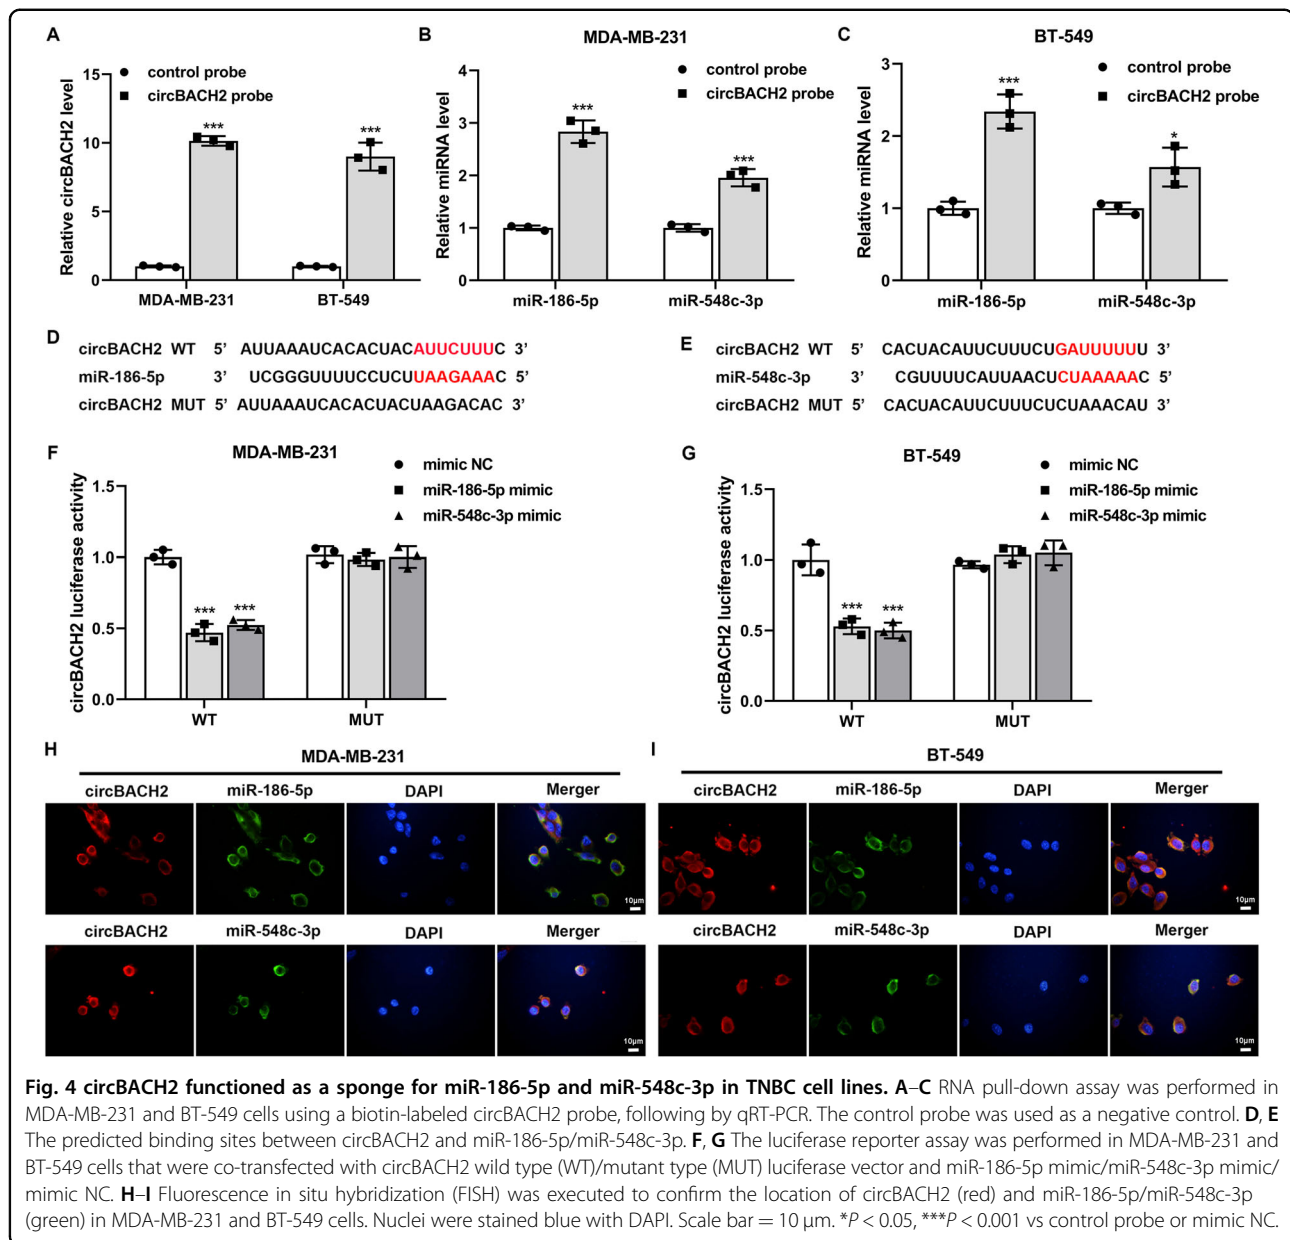 A
control probe
circBACH2 probe
Relative circBACH2 level
15
10
5
0
***
***
MDA-MB-231
BT-549
B
MDA-MB-231
control probe
circBACH2 probe
Relative miRNA level
4
3
2
1
0
***
***
miR-186-5p
miR-548c-3p
C
BT-549
control probe
circBACH2 probe
Relative miRNA level
3
2
1
0
***
*
miR-186-5p
miR-548c-3p
D
circBACH2 WT 5’ AUUAAAUCACACUACAUUCUUUC 3’
miR-186-5p 3’ UCGGGUUUUCCUCUUAAGAAAC 5’
circBACH2 MUT 5’ AUUAAAUCACACUACUAAGACAC 3’
E
circBACH2 WT 5’ CACUACAUUCUUUCUGAUUUUUU 3’
miR-548c-3p 3’ CGUUUUCAUUAACUCUAAAAAC 5’
circBACH2 MUT 5’ CACUACAUUCUUUCUCUAAACAU 3’
F
MDA-MB-231
mimic NC
miR-186-5p mimic
miR-548c-3p mimic
circBACH2 luciferase activity
1.5
1.0
0.5
0.0
***
***
WT
MUT
G
BT-549
mimic NC
miR-186-5p mimic
miR-548c-3p mimic
circBACH2 luciferase activity
1.5
1.0
0.5
0.0
***
***
WT
MUT
H
MDA-MB-231
circBACH2 miR-186-5p DAPI Merger
10μm
circBACH2 miR-548c-3p DAPI Merger
10μm
I
BT-549
circBACH2 miR-186-5p DAPI Merger
10μm
circBACH2 miR-548c-3p DAPI Merger
10μm
Fig. 4 circBACH2 functioned as a sponge for miR-186-5p and miR-548c-3p in TNBC cell lines. A–C RNA pull-down assay was performed in
MDA-MB-231 and BT-549 cells using a biotin-labeled circBACH2 probe, following by qRT-PCR. The control probe was used as a negative control. D, E
The predicted binding sites between circBACH2 and miR-186-5p/miR-548c-3p. F, G The luciferase reporter assay was performed in MDA-MB-231 and
BT-549 cells that were co-transfected with circBACH2 wild type (WT)/mutant type (MUT) luciferase vector and miR-186-5p mimic/miR-548c-3p mimic/
mimic NC. H–I Fluorescence in situ hybridization (FISH) was executed to confirm the location of circBACH2 (red) and miR-186-5p/miR-548c-3p
(green) in MDA-MB-231 and BT-549 cells. Nuclei were stained blue with DAPI. Scale bar = 10 μm. *P < 0.05, ***P < 0.001 vs control probe or mimic NC.